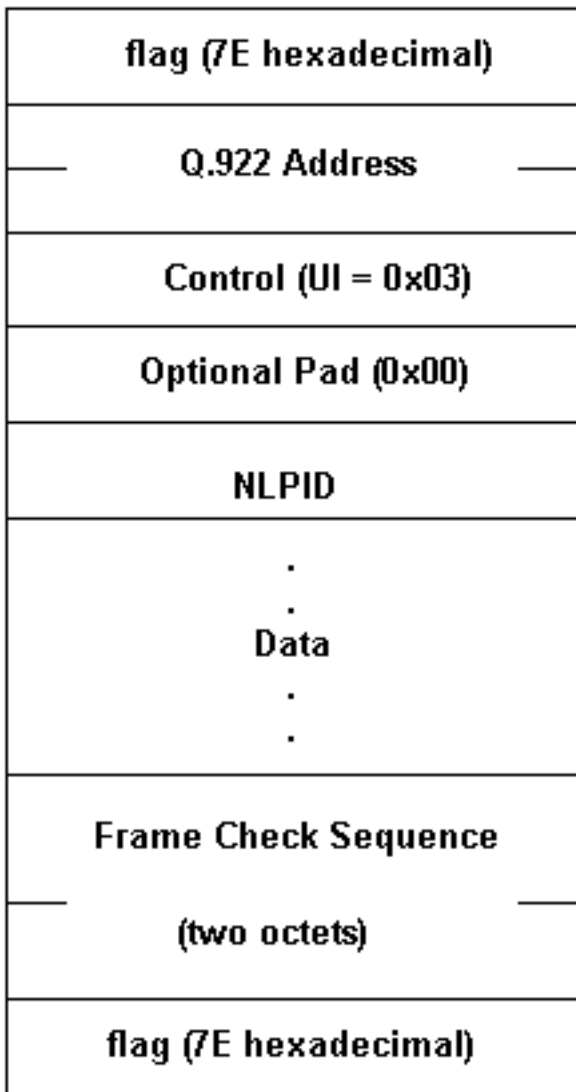 flag (7E hexadecimal)
Q.922 Address
Control (UI = 0x03)
Optional Pad (0x00)
NLPID
.
.
Data
.
.
Frame Check Sequence
(two octets)
flag (7E hexadecimal)